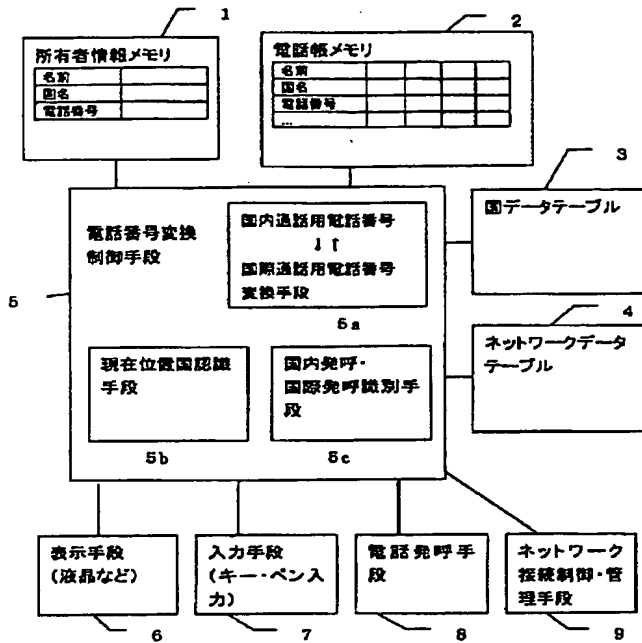 1
所有者情報メモリ
名前
国名
電話番号
2
電話帳メモリ
名前
国名
電話番号
…
3
国データテーブル
4
ネットワークデータ
テーブル
5
電話番号変換
制御手段
国内通話用電話番号
↓↑
国際通話用電話番号
変換手段
5a
現在位置国認識
手段
5b
国内発呼・
国際発呼識別手
段
5c
表示手段
(液晶など)
6
入力手段
(キー・ペン入
力)
7
電話発呼手
段
8
ネットワーク
接続制御・管
理手段
9